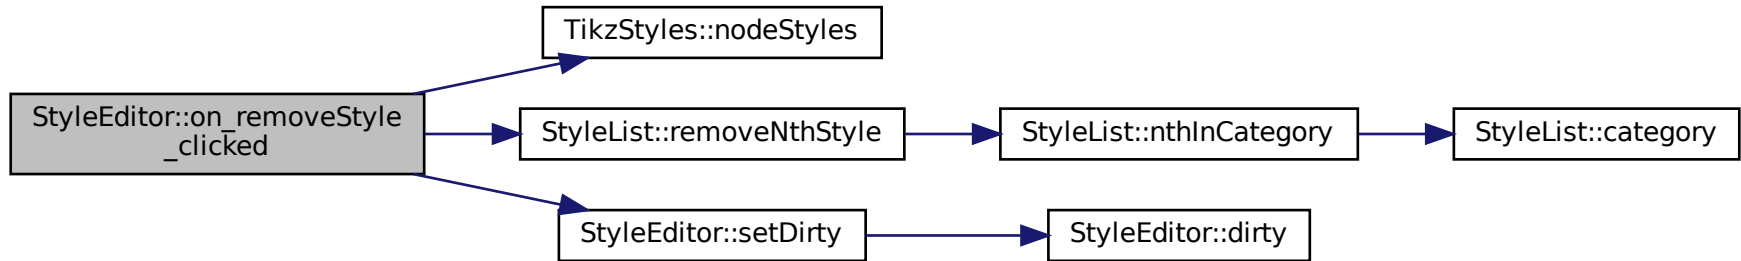 TikzStyles::nodeStyles
StyleEditor::on_removeStyle
_clicked
StyleList::removeNthStyle
StyleList::nthInCategory
StyleList::category
StyleEditor::setDirty
StyleEditor::dirty